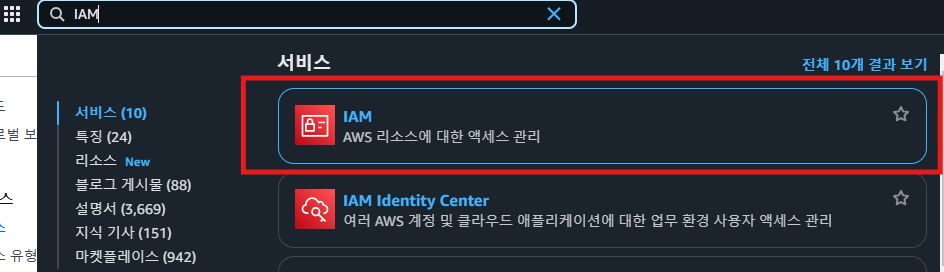 IAM
서비스
전체 10개 결과 보기
서비스 (10)
특징 (24)
리소스 New
블로그 게시물 (88)
설명서 (3,669)
지식 기사 (151)
마켓플레이스 (942)
IAM
AWS 리소스에 대한 액세스 관리
IAM Identity Center
여러 AWS 계정 및 클라우드 애플리케이션에 대한 업무 환경 사용자 액세스 관리
드
로벌 보
스
스
스 유형